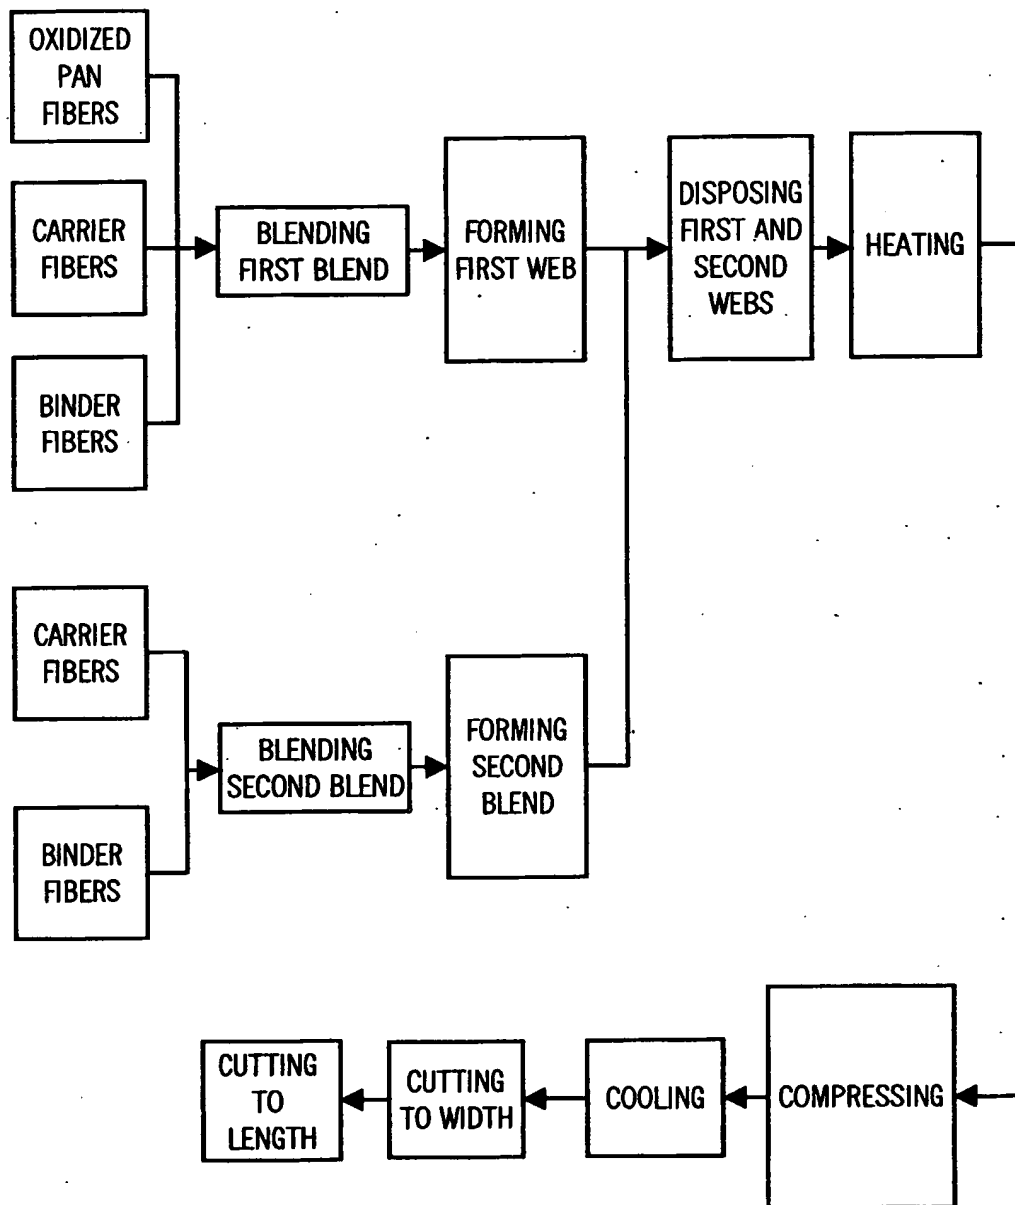 OXIDIZED
PAN
FIBERS
CARRIER
FIBERS
BINDER
FIBERS
BLENDING
FIRST BLEND
FORMING
FIRST WEB
DISPOSING
FIRST AND
SECOND
WEBS
HEATING
CARRIER
FIBERS
BINDER
FIBERS
BLENDING
SECOND BLEND
FORMING
SECOND
BLEND
COMPRESSING
COOLING
CUTTING
TO WIDTH
CUTTING
TO
LENGTH